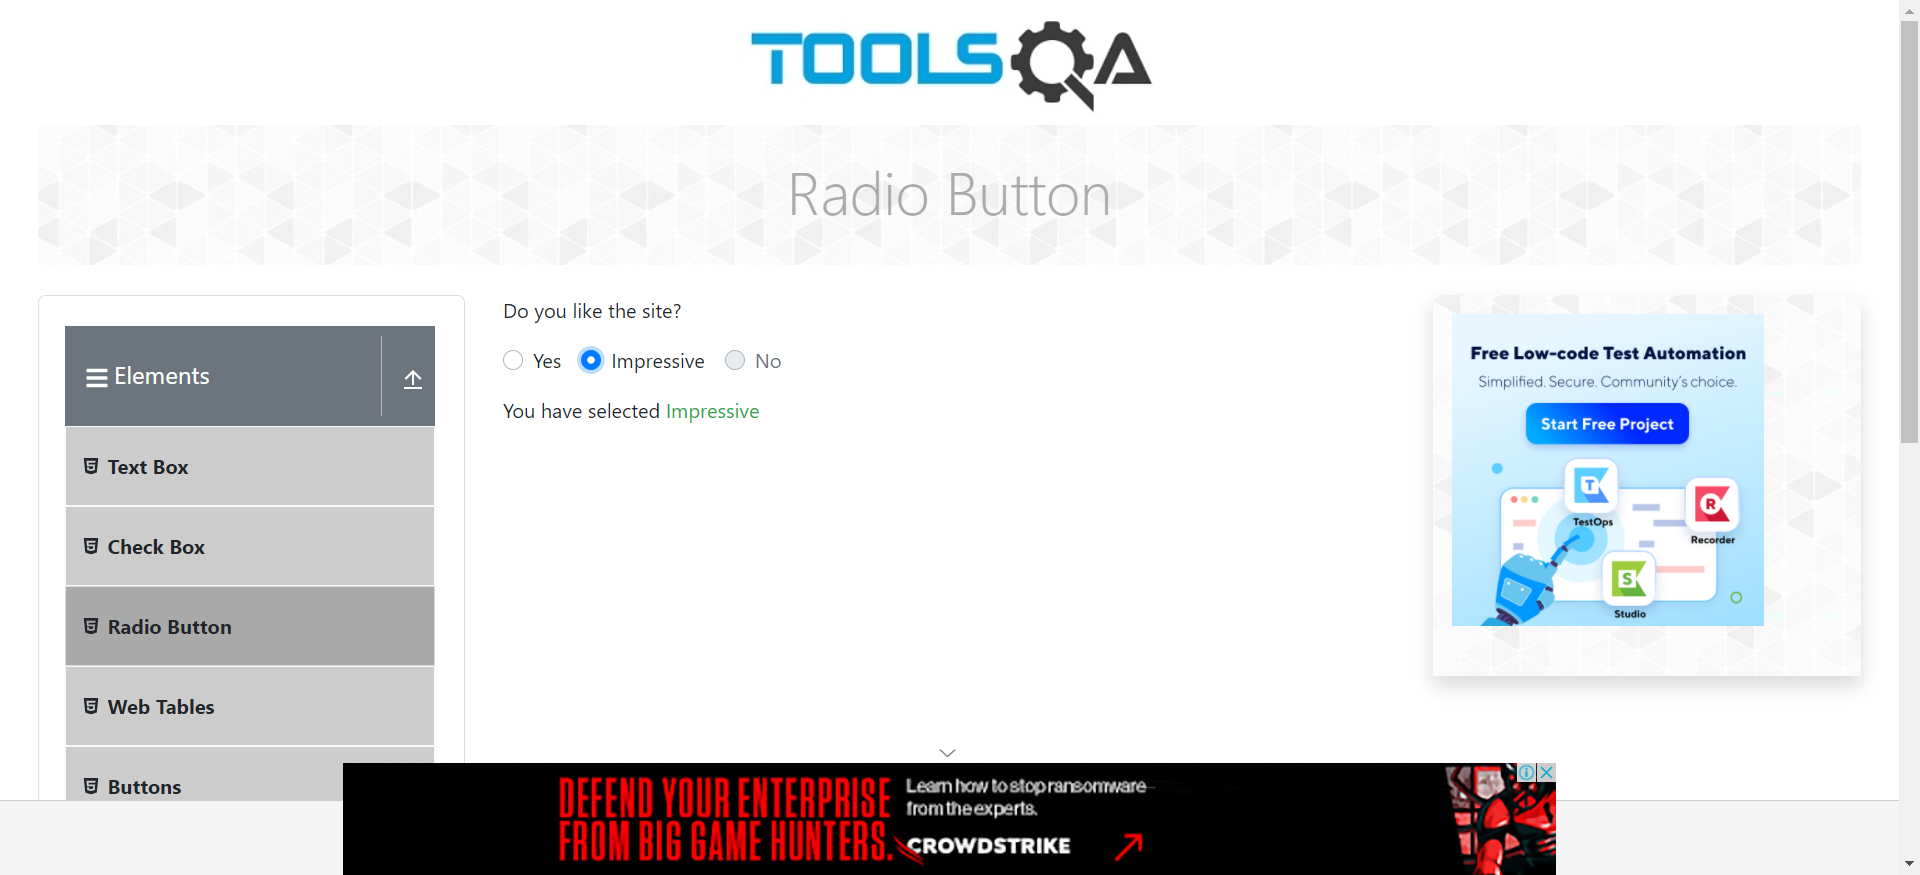 TOOLSQA
Radio Button
Elements
Text Box
Check Box
Radio Button
Web Tables
Buttons
Do you like the site?
Yes Impressive No
You have selected Impressive
Free Low-code Test Automation
Simplified. Secure. Community's choice.
Start Free Project
T
TestOps
R
Recorder
S
Studio
DEFEND YOUR ENTERPRISE
FROM BIG GAME HUNTERS.
Learn how to stop ransomware
from the experts.
CROWDSTRIKE